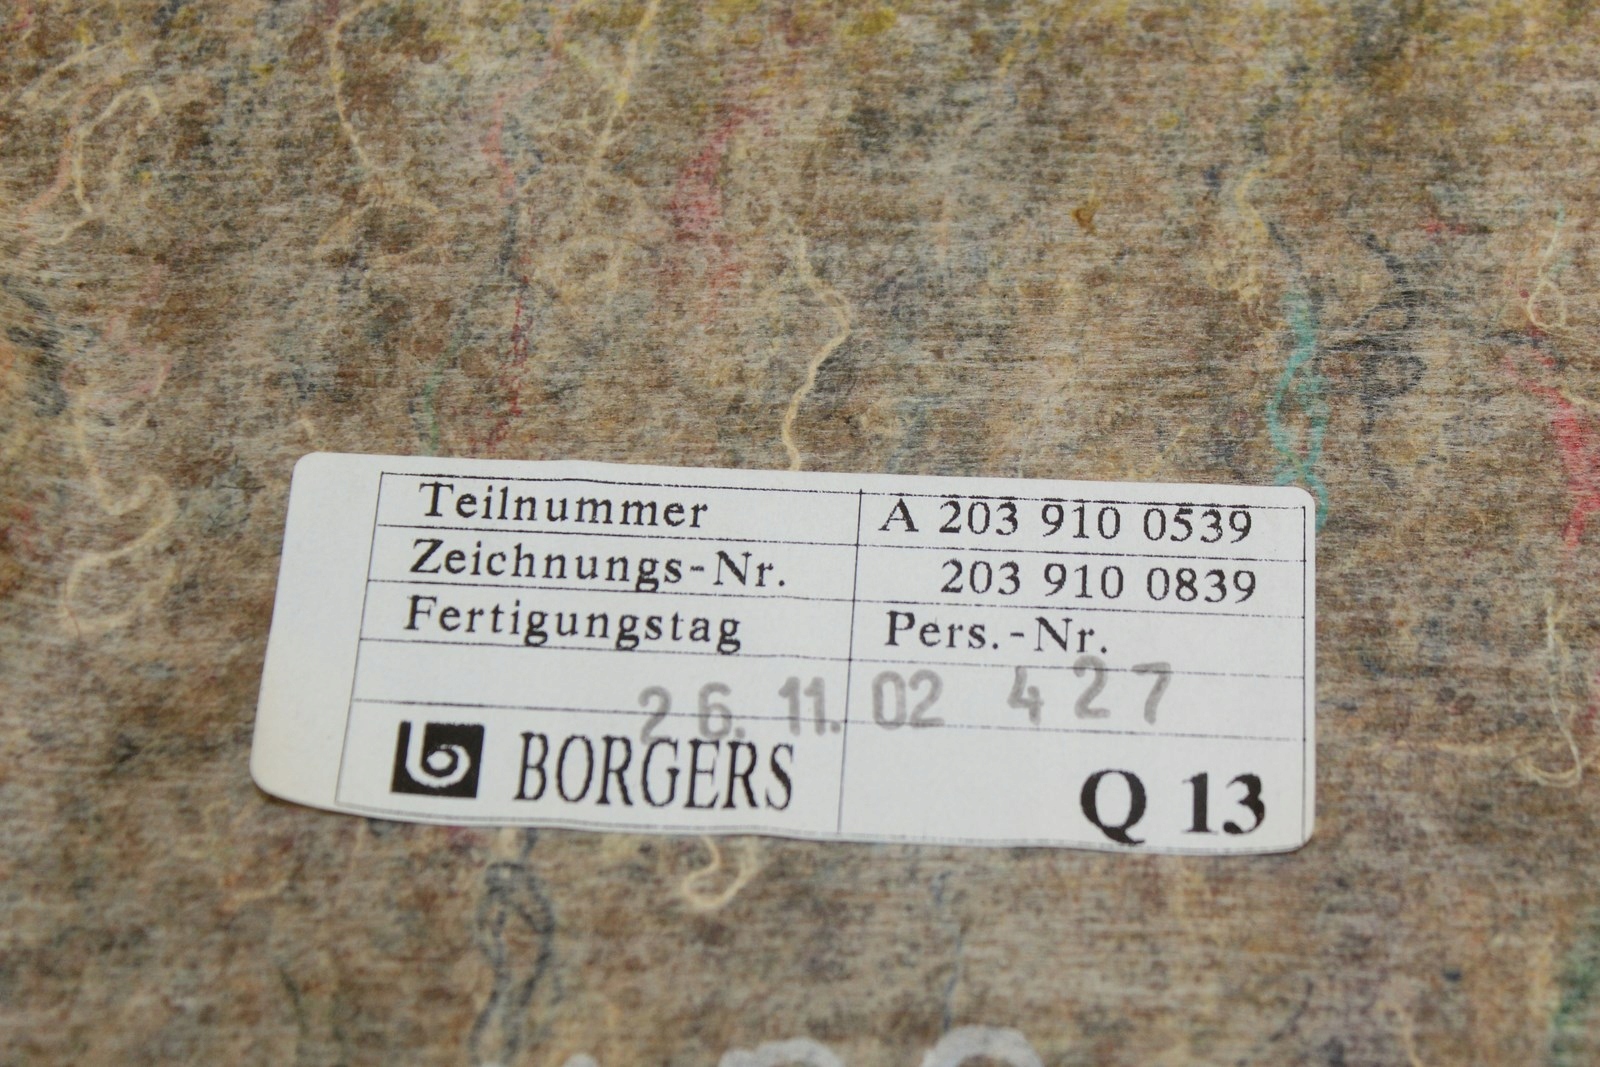 Teilnummer A 203 910 0539
Zeichnungs-Nr. 203 910 0839
Fertigungstag Pers.-Nr.
26.11.02 427
b BORGERS Q 13